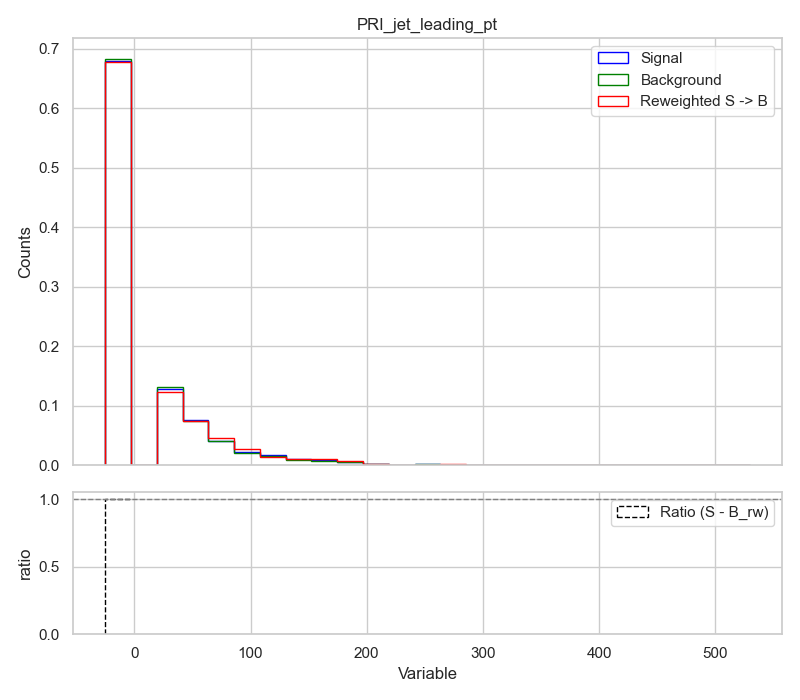 PRI_jet_leading_pt
0.7
0.6
0.5
0.4
0.3
0.2
0.1
0.0
Counts
Signal
Background
Reweighted S -> B
1.0
0.5
0.0
ratio
Ratio (S - B_rw)
0
100
200
300
400
500
Variable